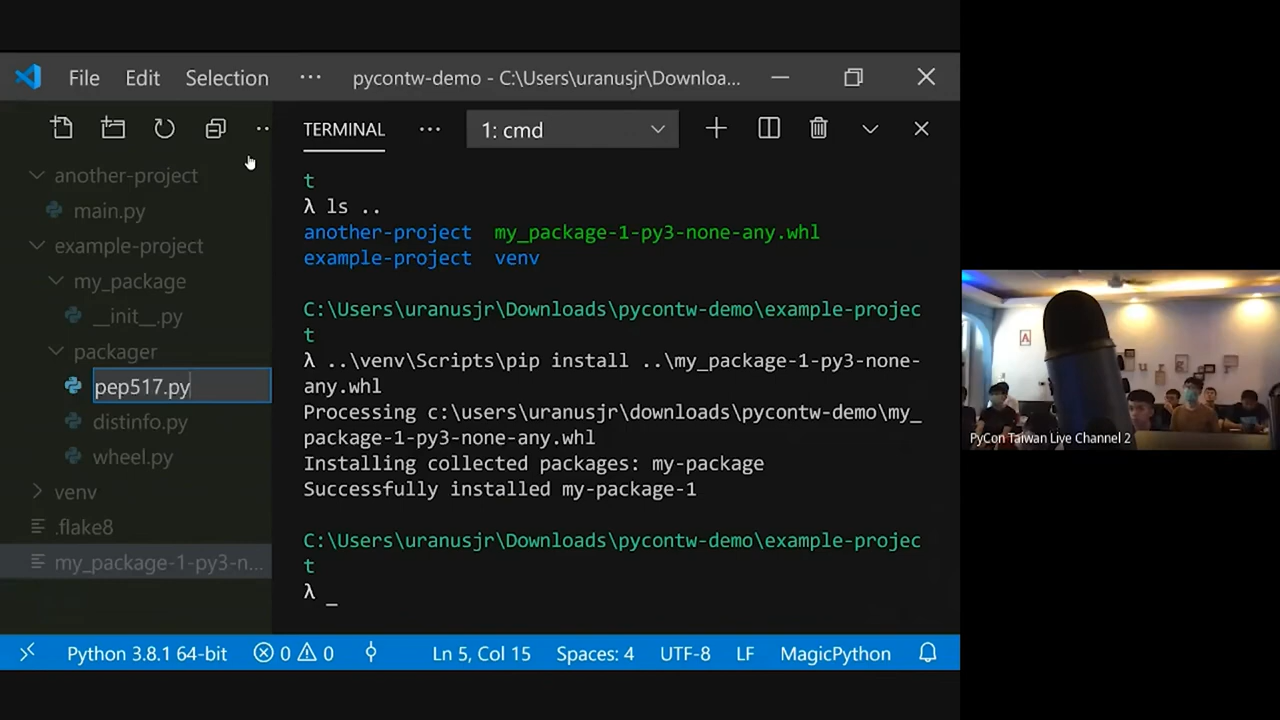 File Edit Selection ··· pycontw-demo - C:\Users\uranusjr\Downloa...
TERMINAL ··· 1: cmd
another-project
main.py
example-project
my_package
__init__.py
packager
pep517.py
distinfo.py
wheel.py
venv
.flake8
my_package-1-py3-n...
t
λ ls ..
another-project my_package-1-py3-none-any.whl
example-project venv
C:\Users\uranusjr\Downloads\pycontw-demo\example-projec
t
λ ..\venv\Scripts\pip install ..\my_package-1-py3-none-
any.whl
Processing c:\users\uranusjr\downloads\pycontw-demo\my_
package-1-py3-none-any.whl
Installing collected packages: my-package
Successfully installed my-package-1
C:\Users\uranusjr\Downloads\pycontw-demo\example-projec
t
λ _
Python 3.8.1 64-bit 0 0 Ln 5, Col 15 Spaces: 4 UTF-8 LF MagicPython
PyCon Taiwan Live Channel 2